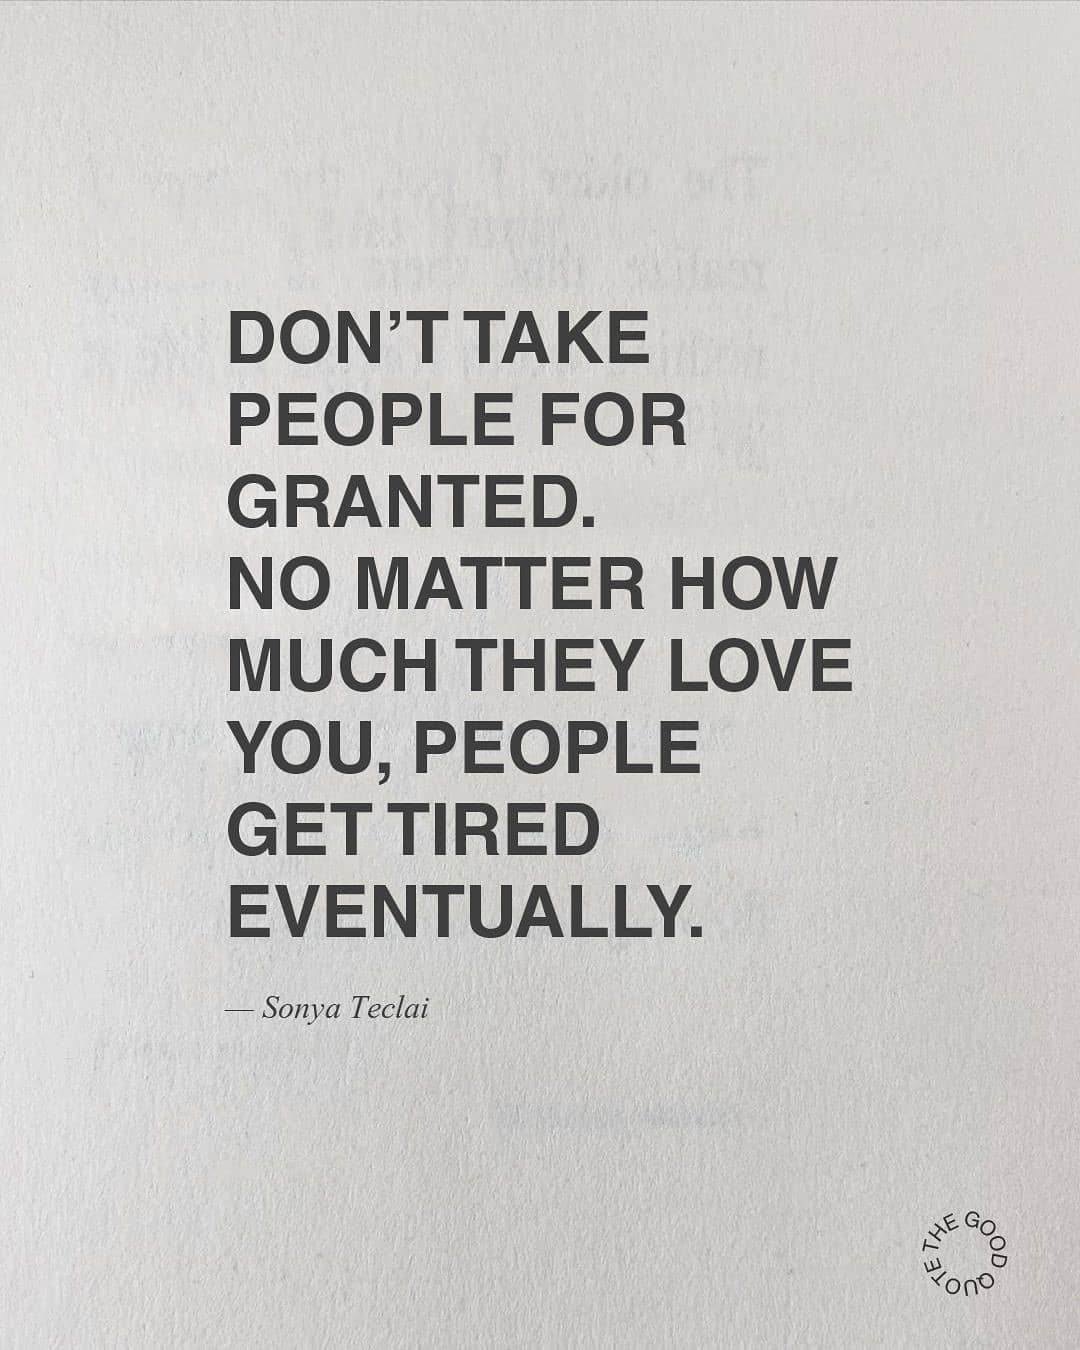 DON’T TAKE
PEOPLE FOR
GRANTED.
NO MATTER HOW
MUCH THEY LOVE
YOU, PEOPLE
GET TIRED
EVENTUALLY.
— Sonya Teclai
THE GOOD QUOTE